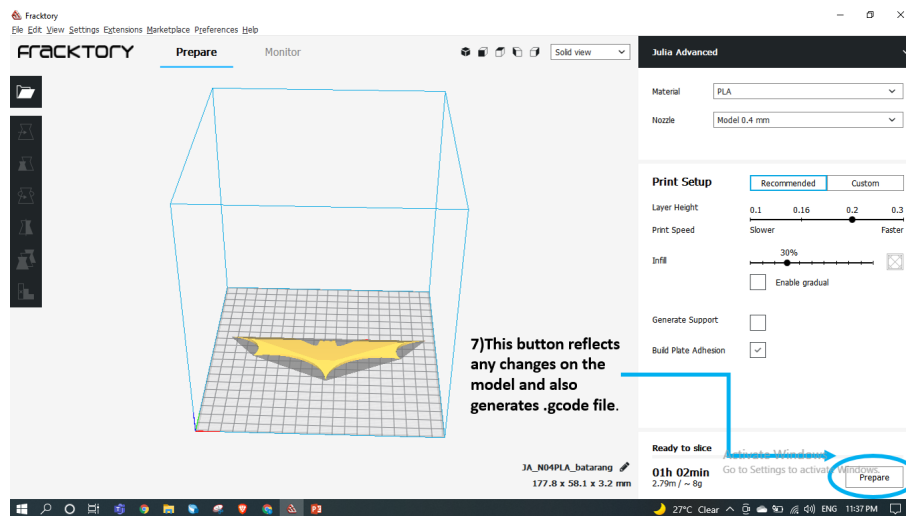 Fracktory
File Edit View Settings Extensions Marketplace Preferences Help
FracKTOrY
Prepare
Monitor
Solid view
Julia Advanced
Material
PLA
Nozzle
Model 0.4 mm
Print Setup
Recommended
Custom
Layer Height
0.1 0.16 0.2 0.3
Print Speed
Slower Faster
Infill
30%
Enable gradual
Generate Support
Build Plate Adhesion
7)This button reflects
any changes on the
model and also
generates .gcode file.
Ready to slice
Activate Windows
Go to Settings to activate Windows.
01h 02min
2.79m / ~ 8g
Prepare
JA_N04PLA_batarang
177.8 x 58.1 x 3.2 mm
27°C Clear
ENG
11:37 PM